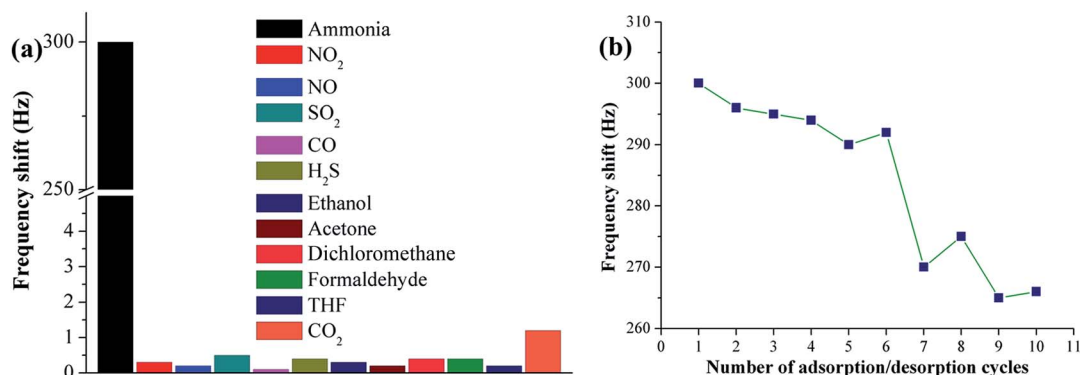 (a)
Frequency shift (Hz)
300
250
4
3
2
1
0
Ammonia
NO₂
NO
SO₂
CO
H₂S
Ethanol
Acetone
Dichloromethane
Formaldehyde
THF
CO₂
(b)
Frequency shift (Hz)
310
300
290
280
270
260
0 1 2 3 4 5 6 7 8 9 10 11
Number of adsorption/desorption cycles